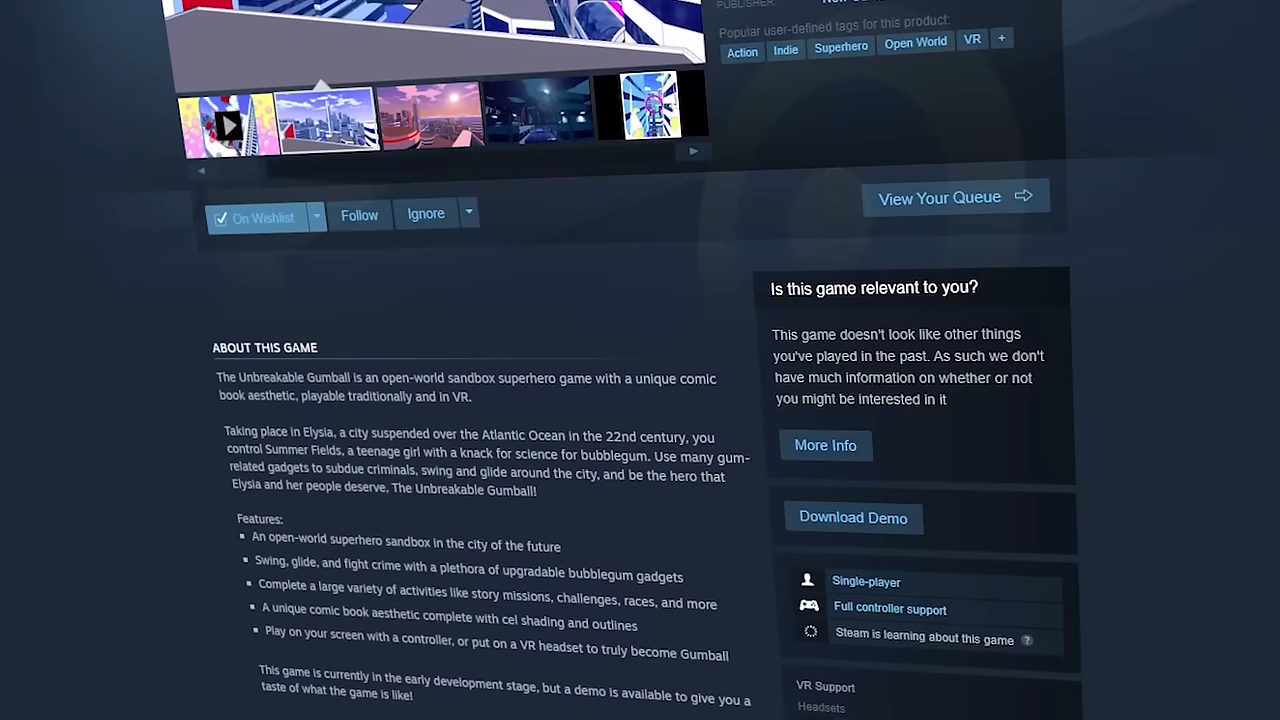 PUBLISHER:
Popular user-defined tags for this product:
Action Indie Superhero Open World VR +
On Wishlist Follow Ignore
View Your Queue
Is this game relevant to you?
This game doesn't look like other things
you've played in the past. As such we don't
have much information on whether or not
you might be interested in it
More Info
ABOUT THIS GAME
The Unbreakable Gumball is an open-world sandbox superhero game with a unique comic
book aesthetic, playable traditionally and in VR.
Taking place in Elysia, a city suspended over the Atlantic Ocean in the 22nd century, you
control Summer Fields, a teenage girl with a knack for science for bubblegum. Use many gum-
related gadgets to subdue criminals, swing and glide around the city, and be the hero that
Elysia and her people deserve, The Unbreakable Gumball!
Features:
An open-world superhero sandbox in the city of the future
Swing, glide, and fight crime with a plethora of upgradable bubblegum gadgets
Complete a large variety of activities like story missions, challenges, races, and more
A unique comic book aesthetic complete with cel shading and outlines
Play on your screen with a controller, or put on a VR headset to truly become Gumball
This game is currently in the early development stage, but a demo is available to give you a
taste of what the game is like!
Download Demo
Single-player
Full controller support
Steam is learning about this game ?
VR Support
Headsets